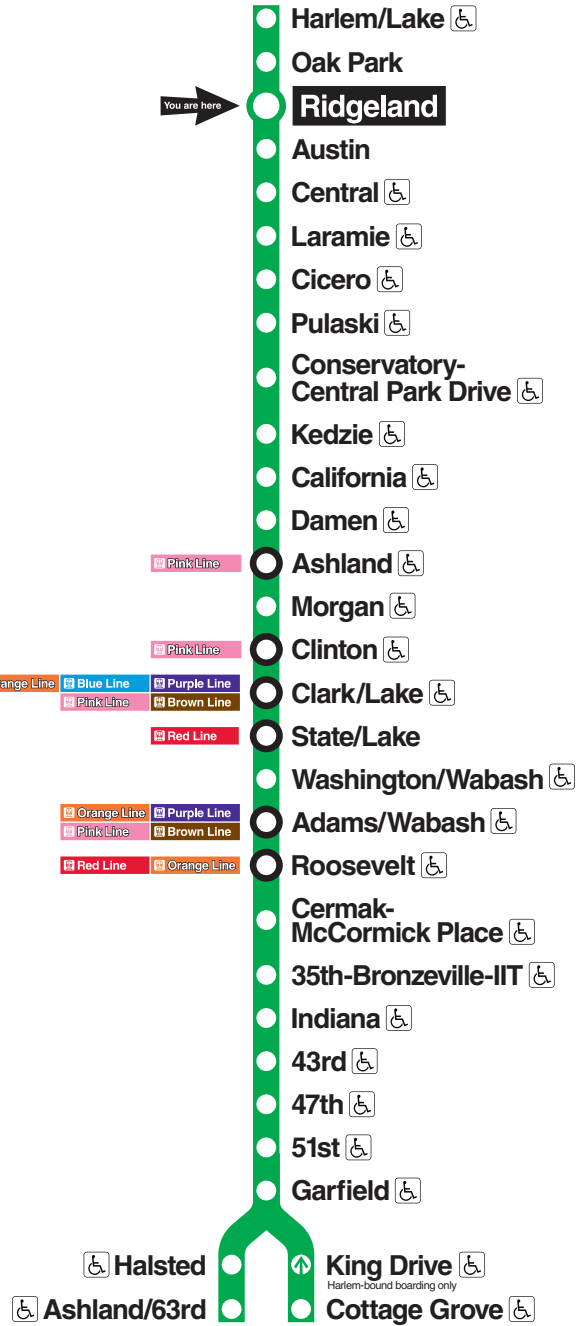 Harlem/Lake
Oak Park
You are here
Ridgeland
Austin
Central
Laramie
Cicero
Pulaski
Conservatory-
Central Park Drive
Kedzie
California
Damen
Pink Line Ashland
Morgan
Pink Line Clinton
ange Line Blue Line Purple Line
Pink Line Brown Line
Clark/Lake
Red Line State/Lake
Washington/Wabash
Orange Line Purple Line
Pink Line Brown Line
Adams/Wabash
Red Line Orange Line Roosevelt
Cermak-
McCormick Place
35th-Bronzeville-IIT
Indiana
43rd
47th
51st
Garfield
Halsted
King Drive
Harlem-bound boarding only
Ashland/63rd
Cottage Grove